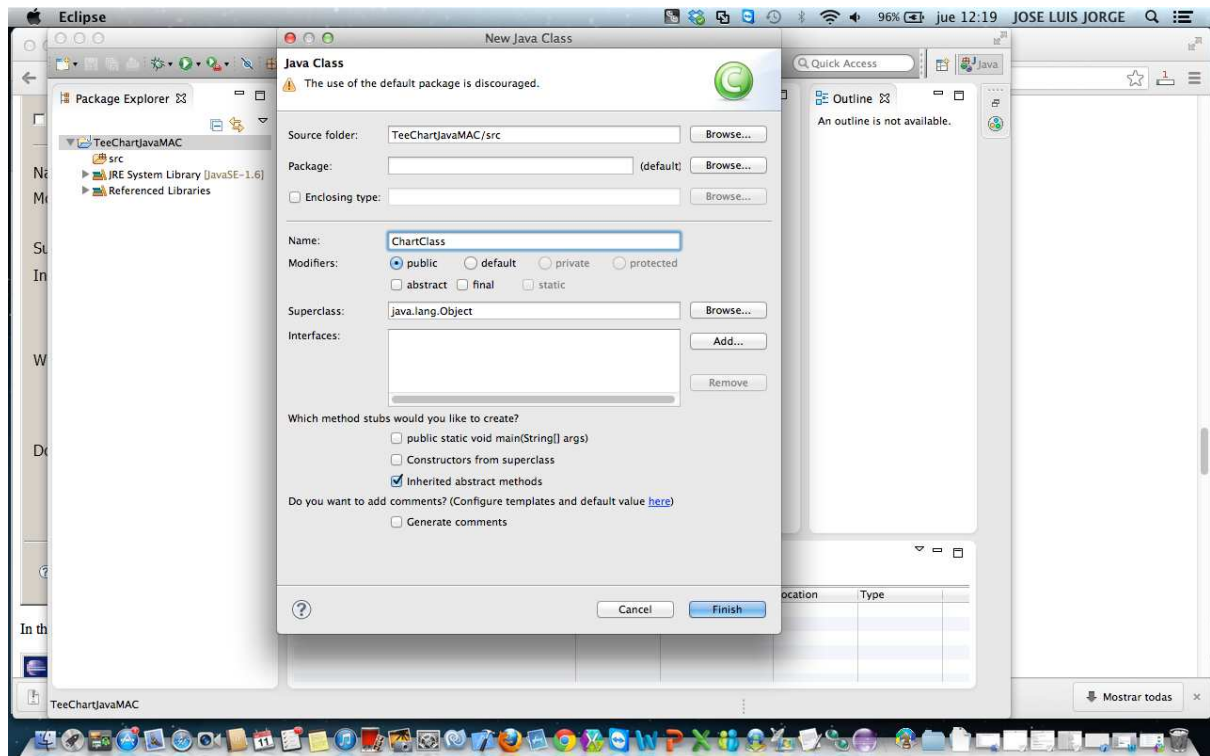 Eclipse
96%
jue 12:19
JOSE LUIS JORGE
New Java Class
Java Class
The use of the default package is discouraged.
Source folder:
TeeChartJavaMAC/src
Browse...
Package:
(default)
Browse...
Enclosing type:
Browse...
Name:
ChartClass
Modifiers:
public
default
private
protected
abstract
final
static
Superclass:
java.lang.Object
Browse...
Interfaces:
Add...
Remove
Which method stubs would you like to create?
public static void main(String[] args)
Constructors from superclass
Inherited abstract methods
Do you want to add comments? (Configure templates and default value here)
Generate comments
?
Cancel
Finish
Package Explorer
TeeChartJavaMAC
src
JRE System Library [JavaSE-1.6]
Referenced Libraries
Quick Access
Java
Outline
An outline is not available.
ocation
Type
Na
Mo
Su
In
W
Do
In th
TeeChartJavaMAC
Mostrar todas